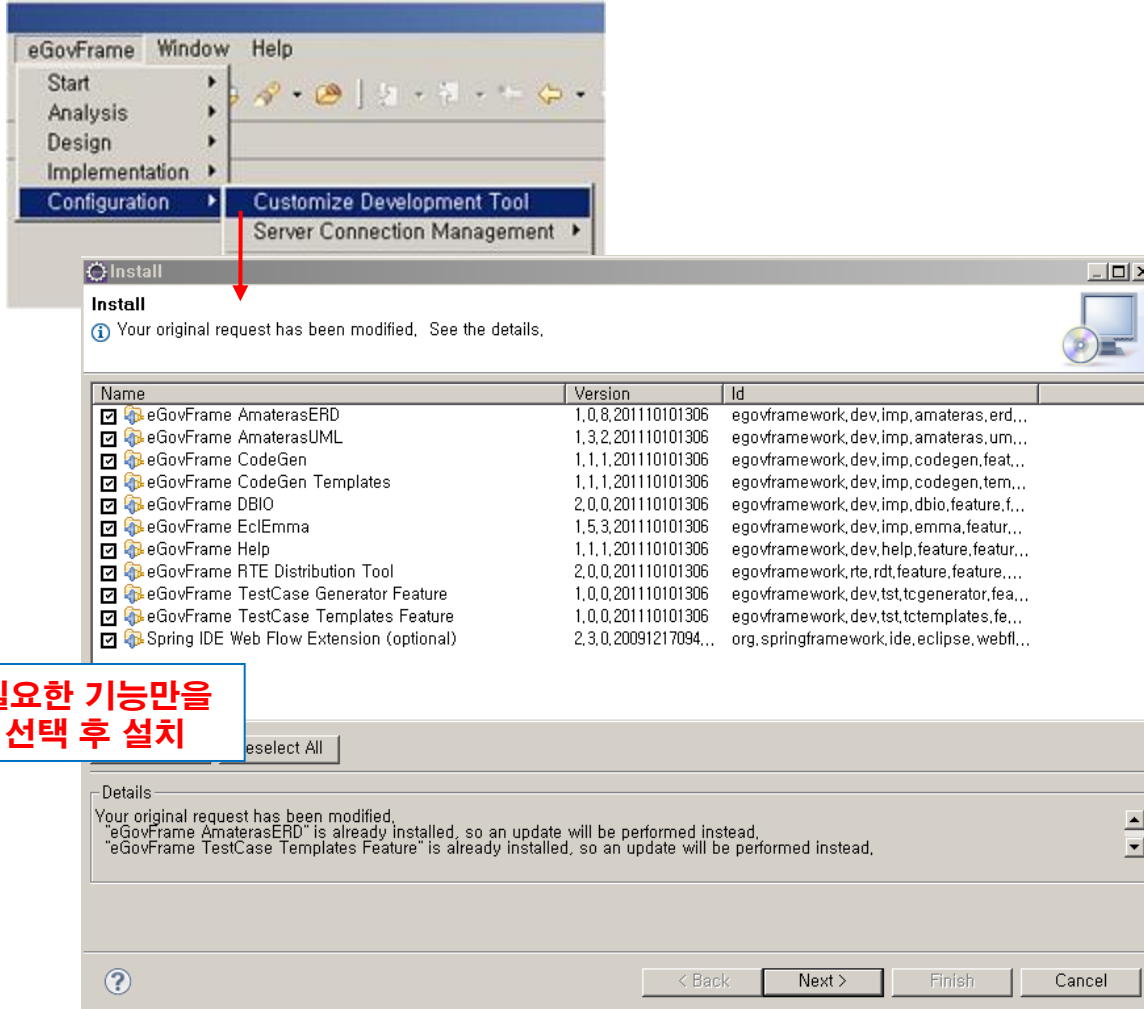 eGovFrame Window Help
Start
Analysis
Design
Implementation
Configuration
Customize Development Tool
Server Connection Management
Install
Install
Your original request has been modified. See the details.
Name Version Id
eGovFrame AmaterasERD 1.0.8.201110101306 egovframework.dev.imp.amateras.erd...
eGovFrame AmaterasUML 1.3.2.201110101306 egovframework.dev.imp.amateras.um...
eGovFrame CodeGen 1.1.1.201110101306 egovframework.dev.imp.codegen.feat...
eGovFrame CodeGen Templates 1.1.1.201110101306 egovframework.dev.imp.codegen.tem...
eGovFrame DBIO 2.0.0.201110101306 egovframework.dev.imp.dbio.feature.f...
eGovFrame EclEmma 1.5.3.201110101306 egovframework.dev.imp.emma.featur...
eGovFrame Help 1.1.1.201110101306 egovframework.dev.help.feature.featur...
eGovFrame RTE Distribution Tool 2.0.0.201110101306 egovframework.rte.rdt.feature.feature....
eGovFrame TestCase Generator Feature 1.0.0.201110101306 egovframework.dev.tst.tcgenerator.fea...
eGovFrame TestCase Templates Feature 1.0.0.201110101306 egovframework.dev.tst.tctemplates.fe...
Spring IDE Web Flow Extension (optional) 2.3.0.20091217094... org.springframework.ide.eclipse.webfl...
기능만을
선택 후 설치
eselect All
Details
Your original request has been modified.
"eGovFrame AmaterasERD" is already installed, so an update will be performed instead.
"eGovFrame TestCase Templates Feature" is already installed, so an update will be performed instead.
< Back Next > Finish Cancel